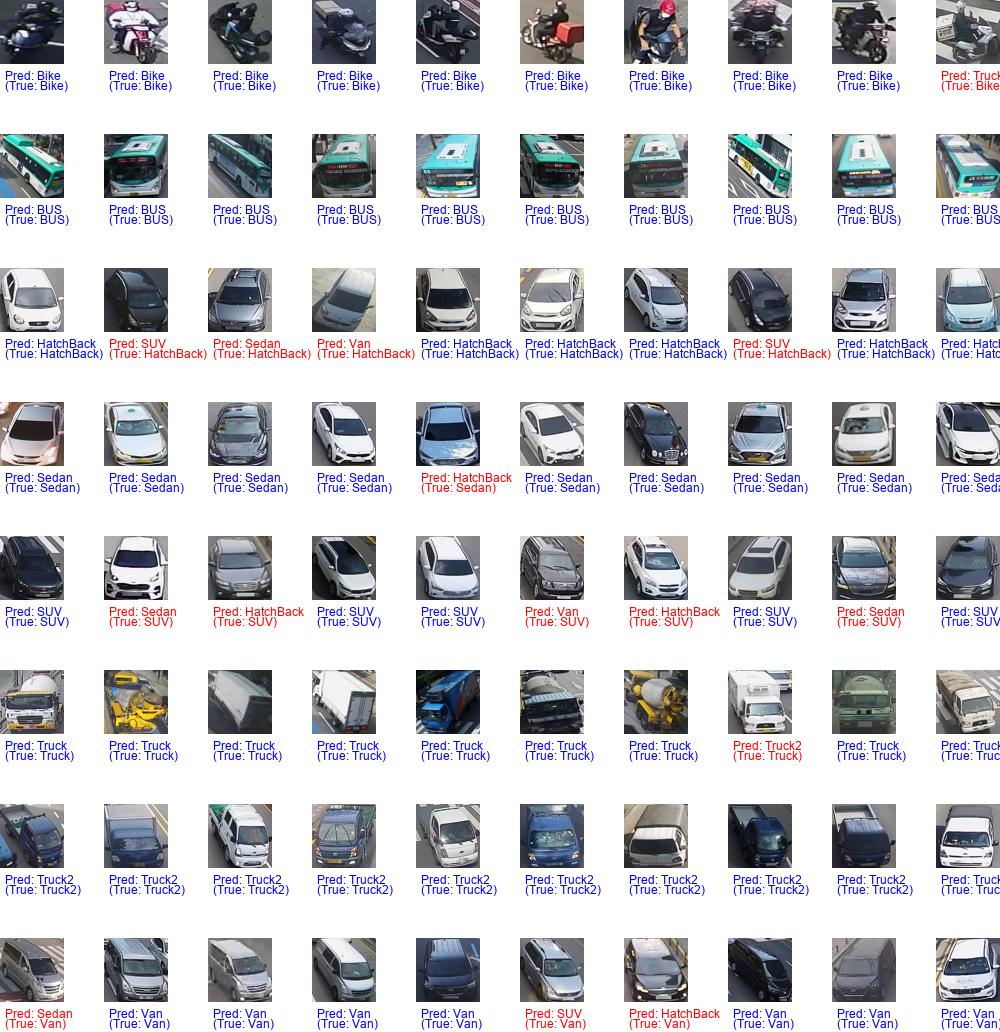 Pred: Bike Pred: Bike Pred: Bike Pred: Bike Pred: Bike Pred: Bike Pred: Bike Pred: Bike Pred: Bike Pred: Truck
(True: Bike) (True: Bike) (True: Bike) (True: Bike) (True: Bike) (True: Bike) (True: Bike) (True: Bike) (True: Bike) (True: Bike
Pred: BUS Pred: BUS Pred: BUS Pred: BUS Pred: BUS Pred: BUS Pred: BUS Pred: BUS Pred: BUS Pred: BUS
(True: BUS) (True: BUS) (True: BUS) (True: BUS) (True: BUS) (True: BUS) (True: BUS) (True: BUS) (True: BUS) (True: BUS
Pred: HatchBack Pred: SUV Pred: Sedan Pred: Van Pred: HatchBack Pred: HatchBack Pred: HatchBack Pred: SUV Pred: HatchBack Pred: Hatc
(True: HatchBack) (True: HatchBack) (True: HatchBack) (True: HatchBack) (True: HatchBack) (True: HatchBack) (True: HatchBack) (True: HatchBack) (True: HatchBack) (True: Hatc
Pred: Sedan Pred: Sedan Pred: Sedan Pred: Sedan Pred: HatchBack Pred: Sedan Pred: Sedan Pred: Sedan Pred: Sedan Pred: Seda
(True: Sedan) (True: Sedan) (True: Sedan) (True: Sedan) (True: Sedan) (True: Sedan) (True: Sedan) (True: Sedan) (True: Sedan) (True: Seda
Pred: SUV Pred: Sedan Pred: HatchBack Pred: SUV Pred: SUV Pred: Van Pred: HatchBack Pred: SUV Pred: Sedan Pred: SUV
(True: SUV) (True: SUV) (True: SUV) (True: SUV) (True: SUV) (True: SUV) (True: SUV) (True: SUV) (True: SUV) (True: SUV
Pred: Truck Pred: Truck Pred: Truck Pred: Truck Pred: Truck Pred: Truck Pred: Truck Pred: Truck2 Pred: Truck Pred: Truck
(True: Truck) (True: Truck) (True: Truck) (True: Truck) (True: Truck) (True: Truck) (True: Truck) (True: Truck) (True: Truck) (True: Truc
Pred: Truck2 Pred: Truck2 Pred: Truck2 Pred: Truck2 Pred: Truck2 Pred: Truck2 Pred: Truck2 Pred: Truck2 Pred: Truck2 Pred: Truck
(True: Truck2) (True: Truck2) (True: Truck2) (True: Truck2) (True: Truck2) (True: Truck2) (True: Truck2) (True: Truck2) (True: Truck2) (True: Truc
Pred: Sedan Pred: Van Pred: Van Pred: Van Pred: Van Pred: SUV Pred: HatchBack Pred: Van Pred: Van Pred: Van
(True: Van) (True: Van) (True: Van) (True: Van) (True: Van) (True: Van) (True: Van) (True: Van) (True: Van) (True: Van